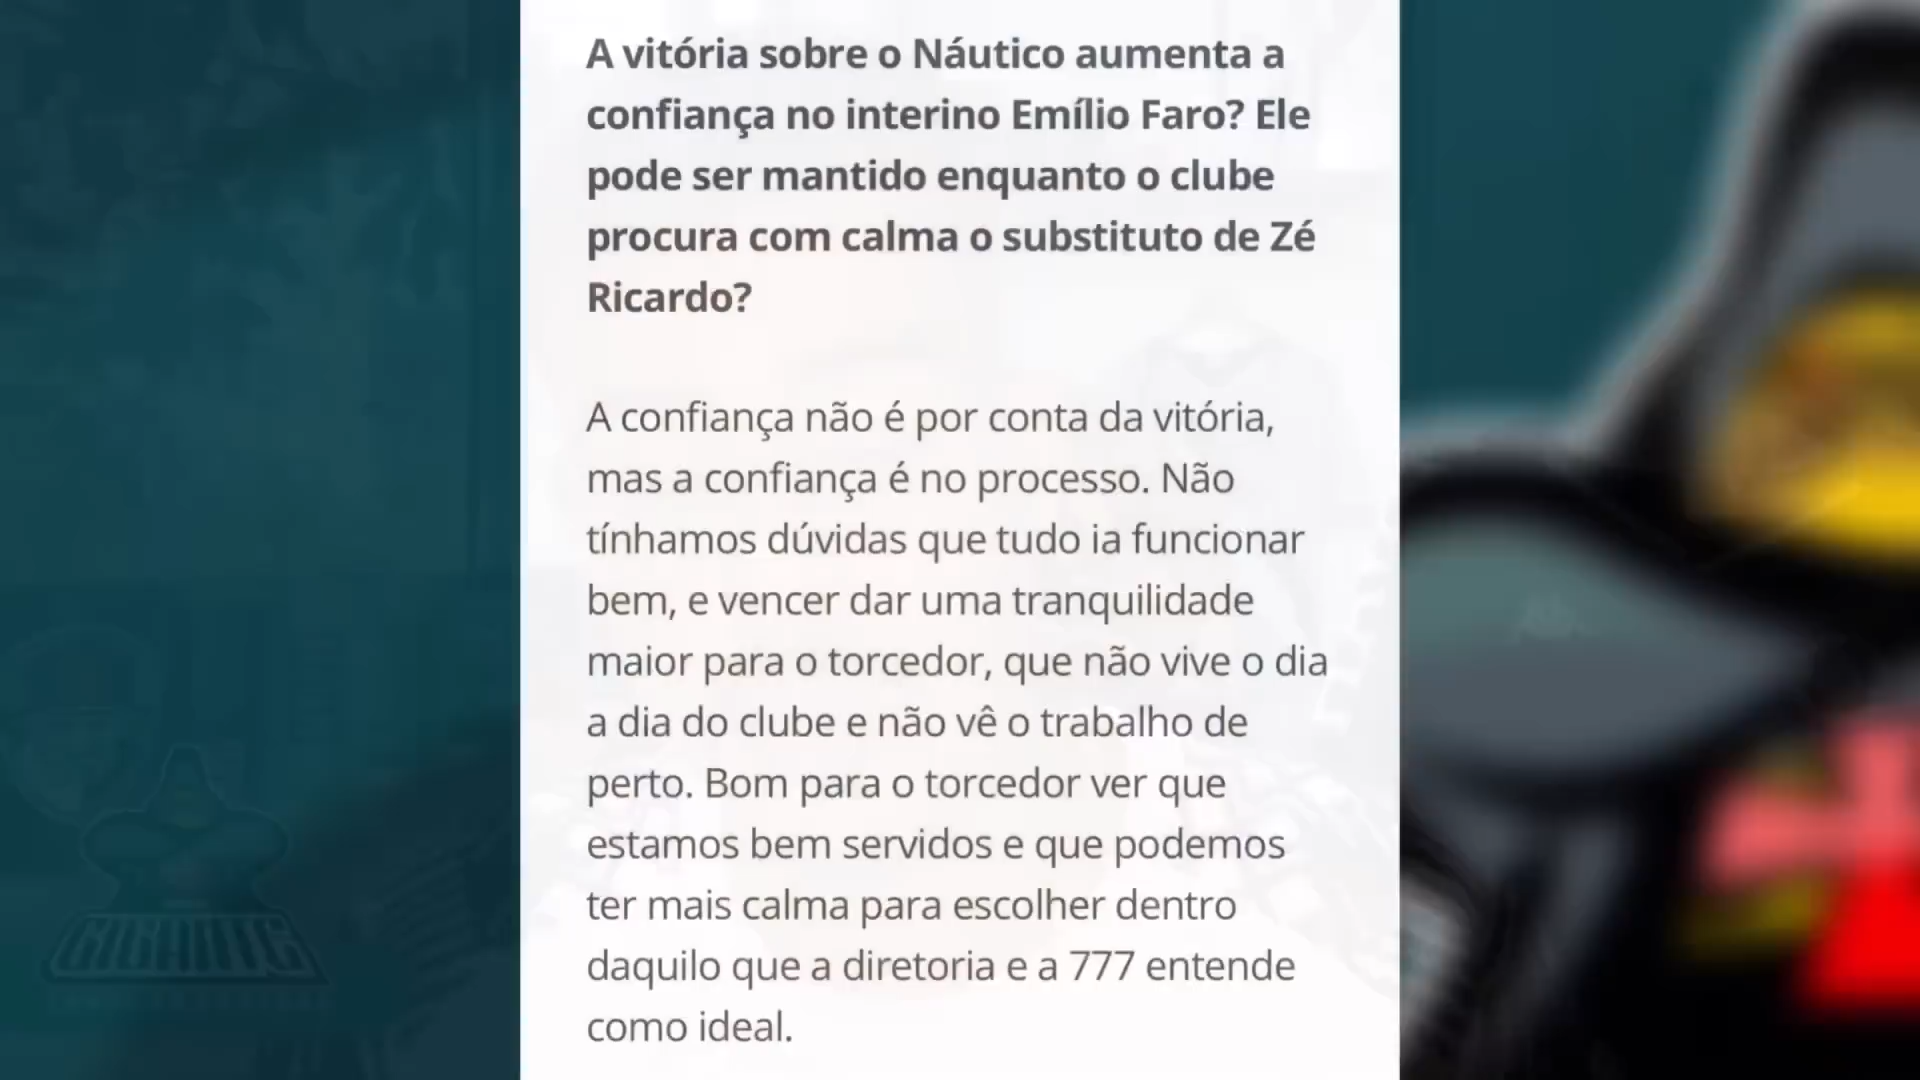 A vitória sobre o Náutico aumenta a
confiança no interino Emílio Faro? Ele
pode ser mantido enquanto o clube
procura com calma o substituto de Zé
Ricardo?
A confiança não é por conta da vitória,
mas a confiança é no processo. Não
tínhamos dúvidas que tudo ia funcionar
bem, e vencer dar uma tranquilidade
maior para o torcedor, que não vive o dia
a dia do clube e não vê o trabalho de
perto. Bom para o torcedor ver que
estamos bem servidos e que podemos
ter mais calma para escolher dentro
daquilo que a diretoria e a 777 entende
como ideal.